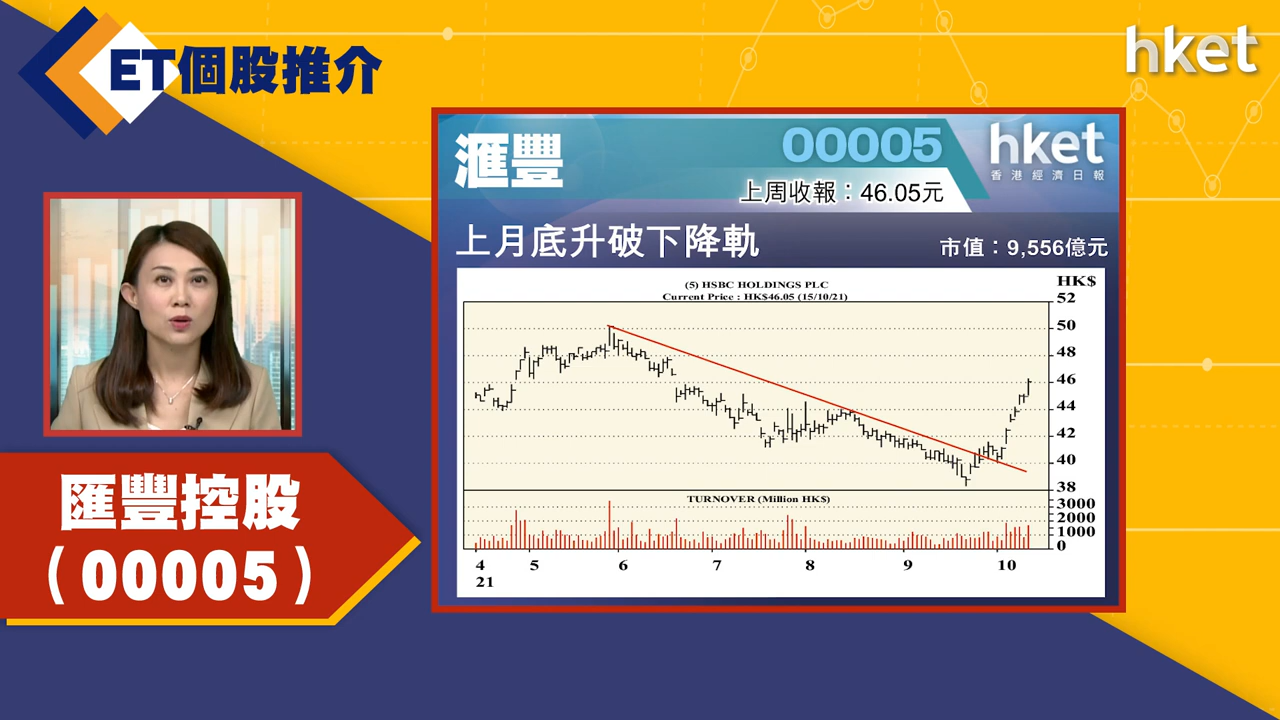 ET個股推介
hket
滙豐
00005
hket
香港經濟日報
上周收報：46.05元
上月底升破下降軌
市值：9,556億元
(5) HSBC HOLDINGS PLC
Current Price : HK$46.05 (15/10/21)
HK$
52
50
48
46
44
42
40
38
TURNOVER (Million HK$)
3000
2000
1000
0
4 5 6 7 8 9 10
21
匯豐控股
（00005）